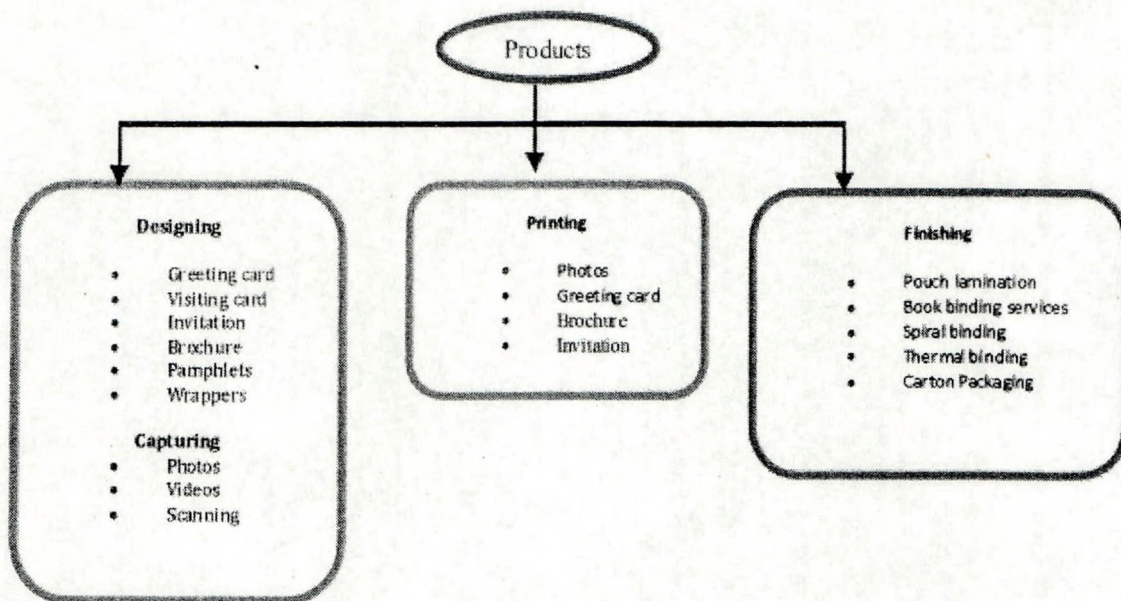 Products
Designing
• Greeting card
• Visiting card
• Invitation
• Brochure
• Pamphlets
• Wrappers
Capturing
• Photos
• Videos
• Scanning
Printing
• Photos
• Greeting card
• Brochure
• Invitation
Finishing
• Pouch lamination
• Book binding services
• Spiral binding
• Thermal binding
• Carton Packaging